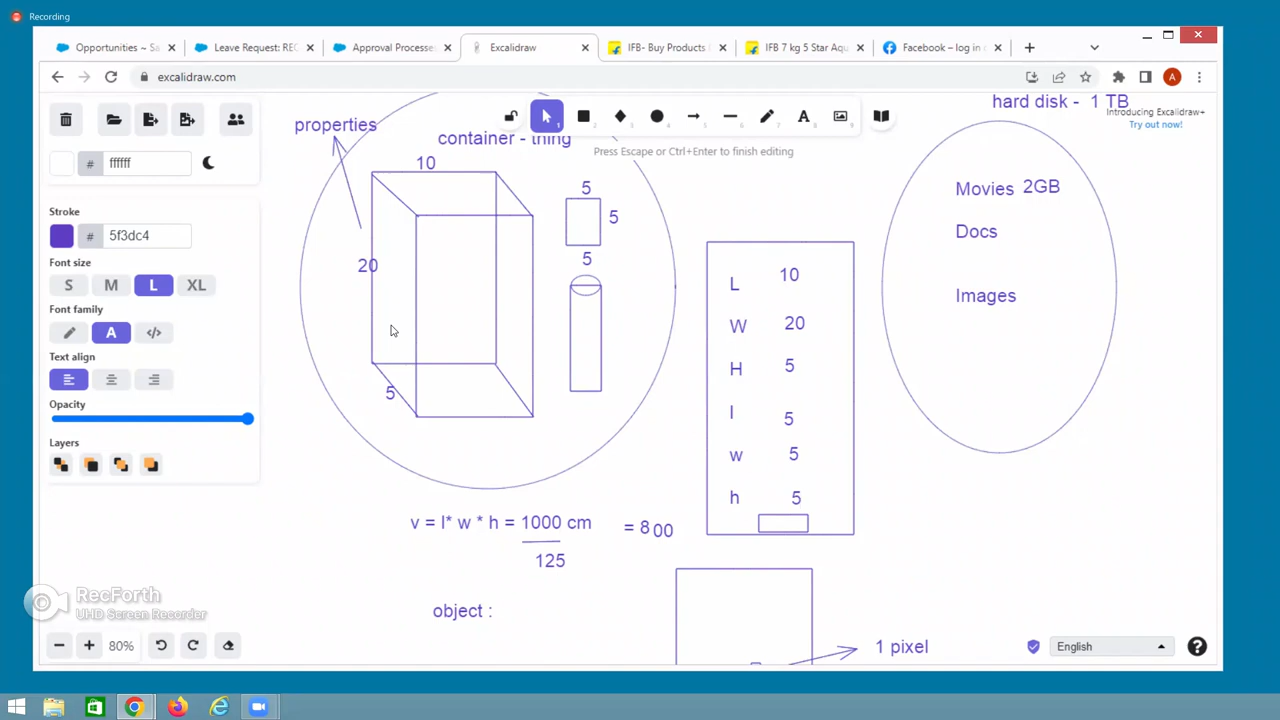 Recording
Opportunities ~ Sa
Leave Request: REC
Approval Processes
Excalidraw
IFB- Buy Products
IFB 7 kg 5 Star Aqu
Facebook – log in o
excalidraw.com
hard disk - 1 TB
Introducing Excalidraw+
Try out now!
properties
container - thing
Press Escape or Ctrl+Enter to finish editing
# ffffff
Stroke
# 5f3dc4
Font size
S M L XL
Font family
A </>
Text align
Opacity
Layers
10
20
5
5
5
5
L 10
W 20
H 5
l 5
w 5
h 5
Movies 2GB
Docs
Images
v = l* w * h = 1000 cm = 800
125
object :
1 pixel
RecForth
UHD Screen Recorder
80%
English